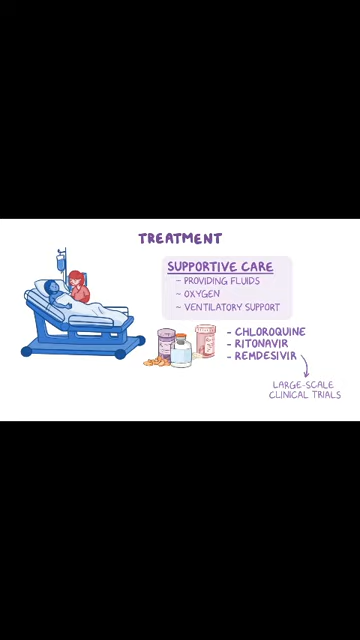 TREATMENT
SUPPORTIVE CARE
~ PROVIDING FLUIDS
~ OXYGEN
~ VENTILATORY SUPPORT
- CHLOROQUINE
- RITONAVIR
- REMDESIVIR
LARGE-SCALE
CLINICAL TRIALS